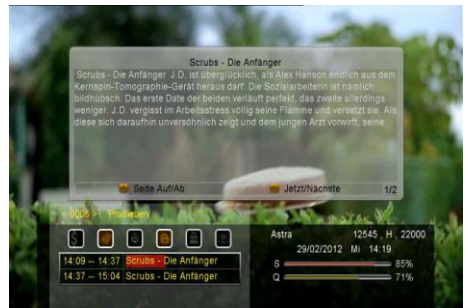 Scrubs - Die Anfänger
Scrubs - Die Anfänger J.D. ist überglücklich, als Alex Hanson endlich aus dem
Kernspin-Tomographie-Gerät heraus darf: Die Sozialarbeiterin ist nämlich
bildhübsch. Das erste Date der beiden verläuft perfekt, das zweite allerdings
weniger. J.D. vergisst im Arbeitsstress völlig seine Flamme und versetzt sie. Als
diese sich daraufhin unversöhnlich zeigt und dem jungen Arzt vorwirft, seine
Seite Auf/Ab Jetzt/Nächste 1/2
< 0005 > ProSieben
Astra 12545 , H , 22000
29/02/2012 Mi 14:19
14:09 -- 14:37 Scrubs - Die Anfänger
S 85%
14:37 -- 15:04 Scrubs - Die Anfänger
Q 71%